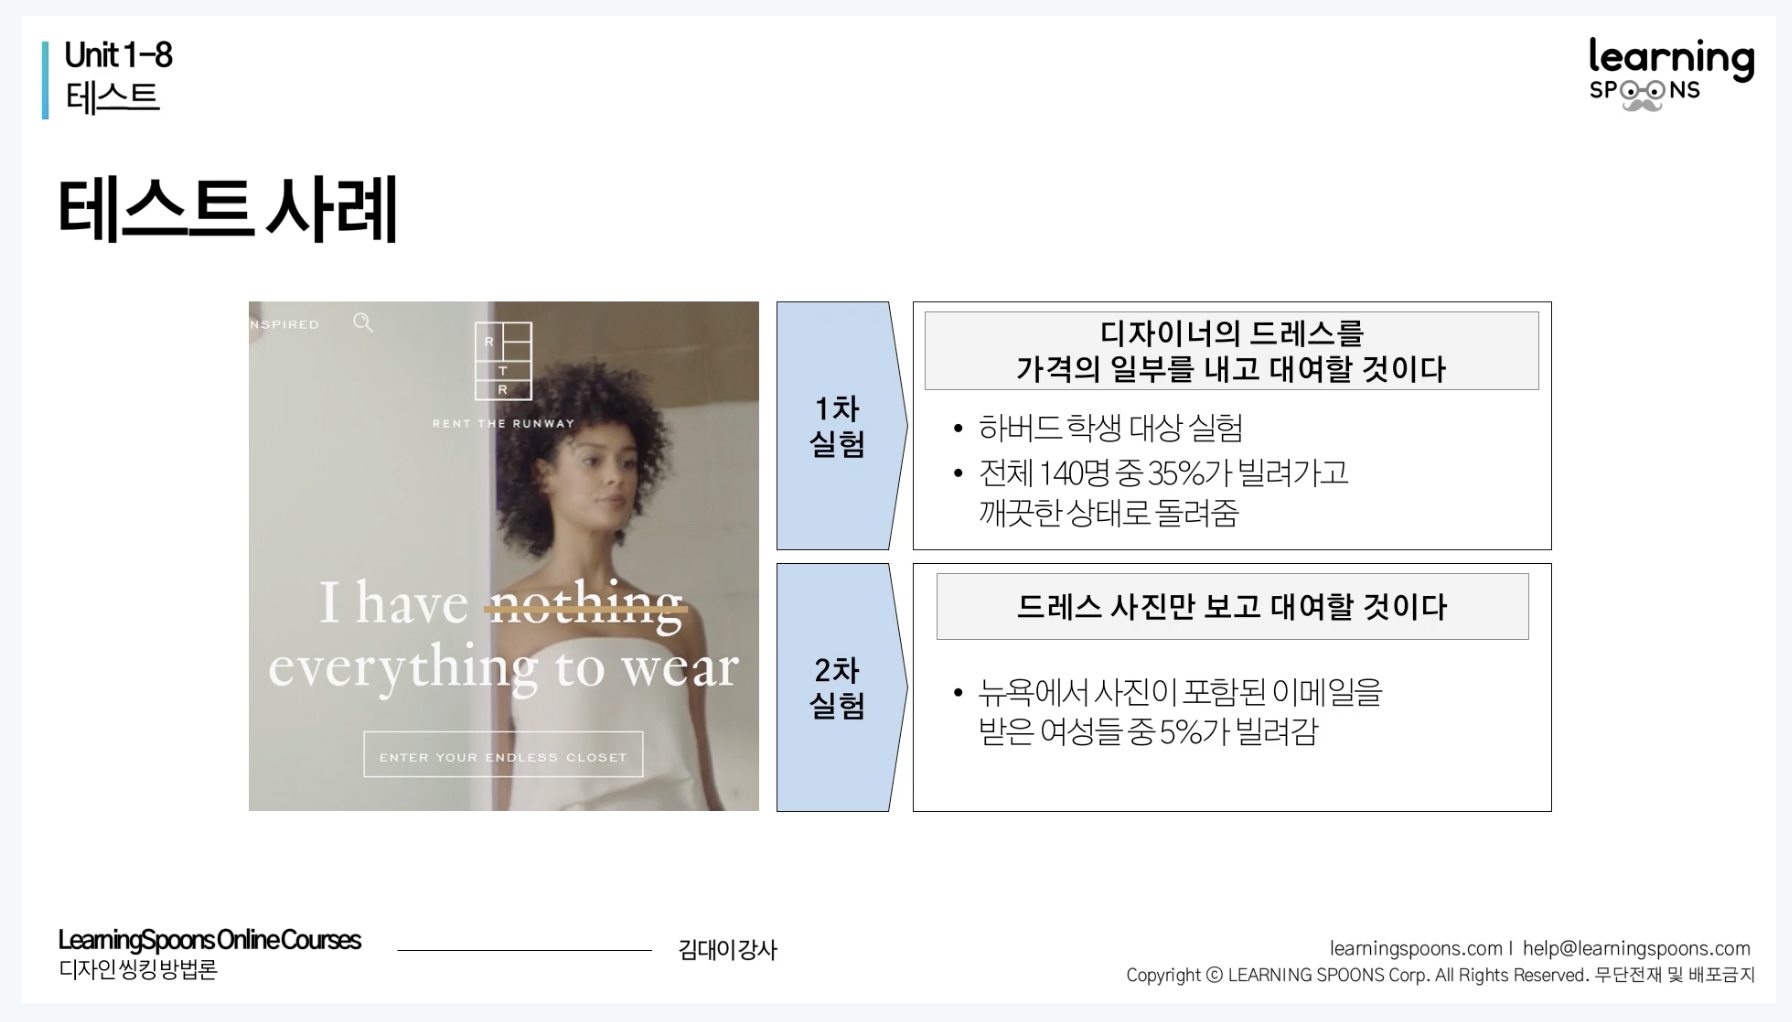 Unit 1-8
테스트
learning
SPOONS
테스트 사례
NSPIRED
R
T
R
RENT THE RUNWAY
I have nothing
everything to wear
ENTER YOUR ENDLESS CLOSET
1차
실험
디자이너의 드레스를
가격의 일부를 내고 대여할 것이다
• 하버드 학생 대상 실험
• 전체 140명 중 35%가 빌려가고
깨끗한 상태로 돌려줌
2차
실험
드레스 사진만 보고 대여할 것이다
• 뉴욕에서 사진이 포함된 이메일을
받은 여성들 중 5%가 빌려감
LearningSpoons Online Courses
디자인 씽킹 방법론
김대이 강사
learningspoons.com I help@learningspoons.com
Copyright ⓒ LEARNING SPOONS Corp. All Rights Reserved. 무단전재 및 배포금지